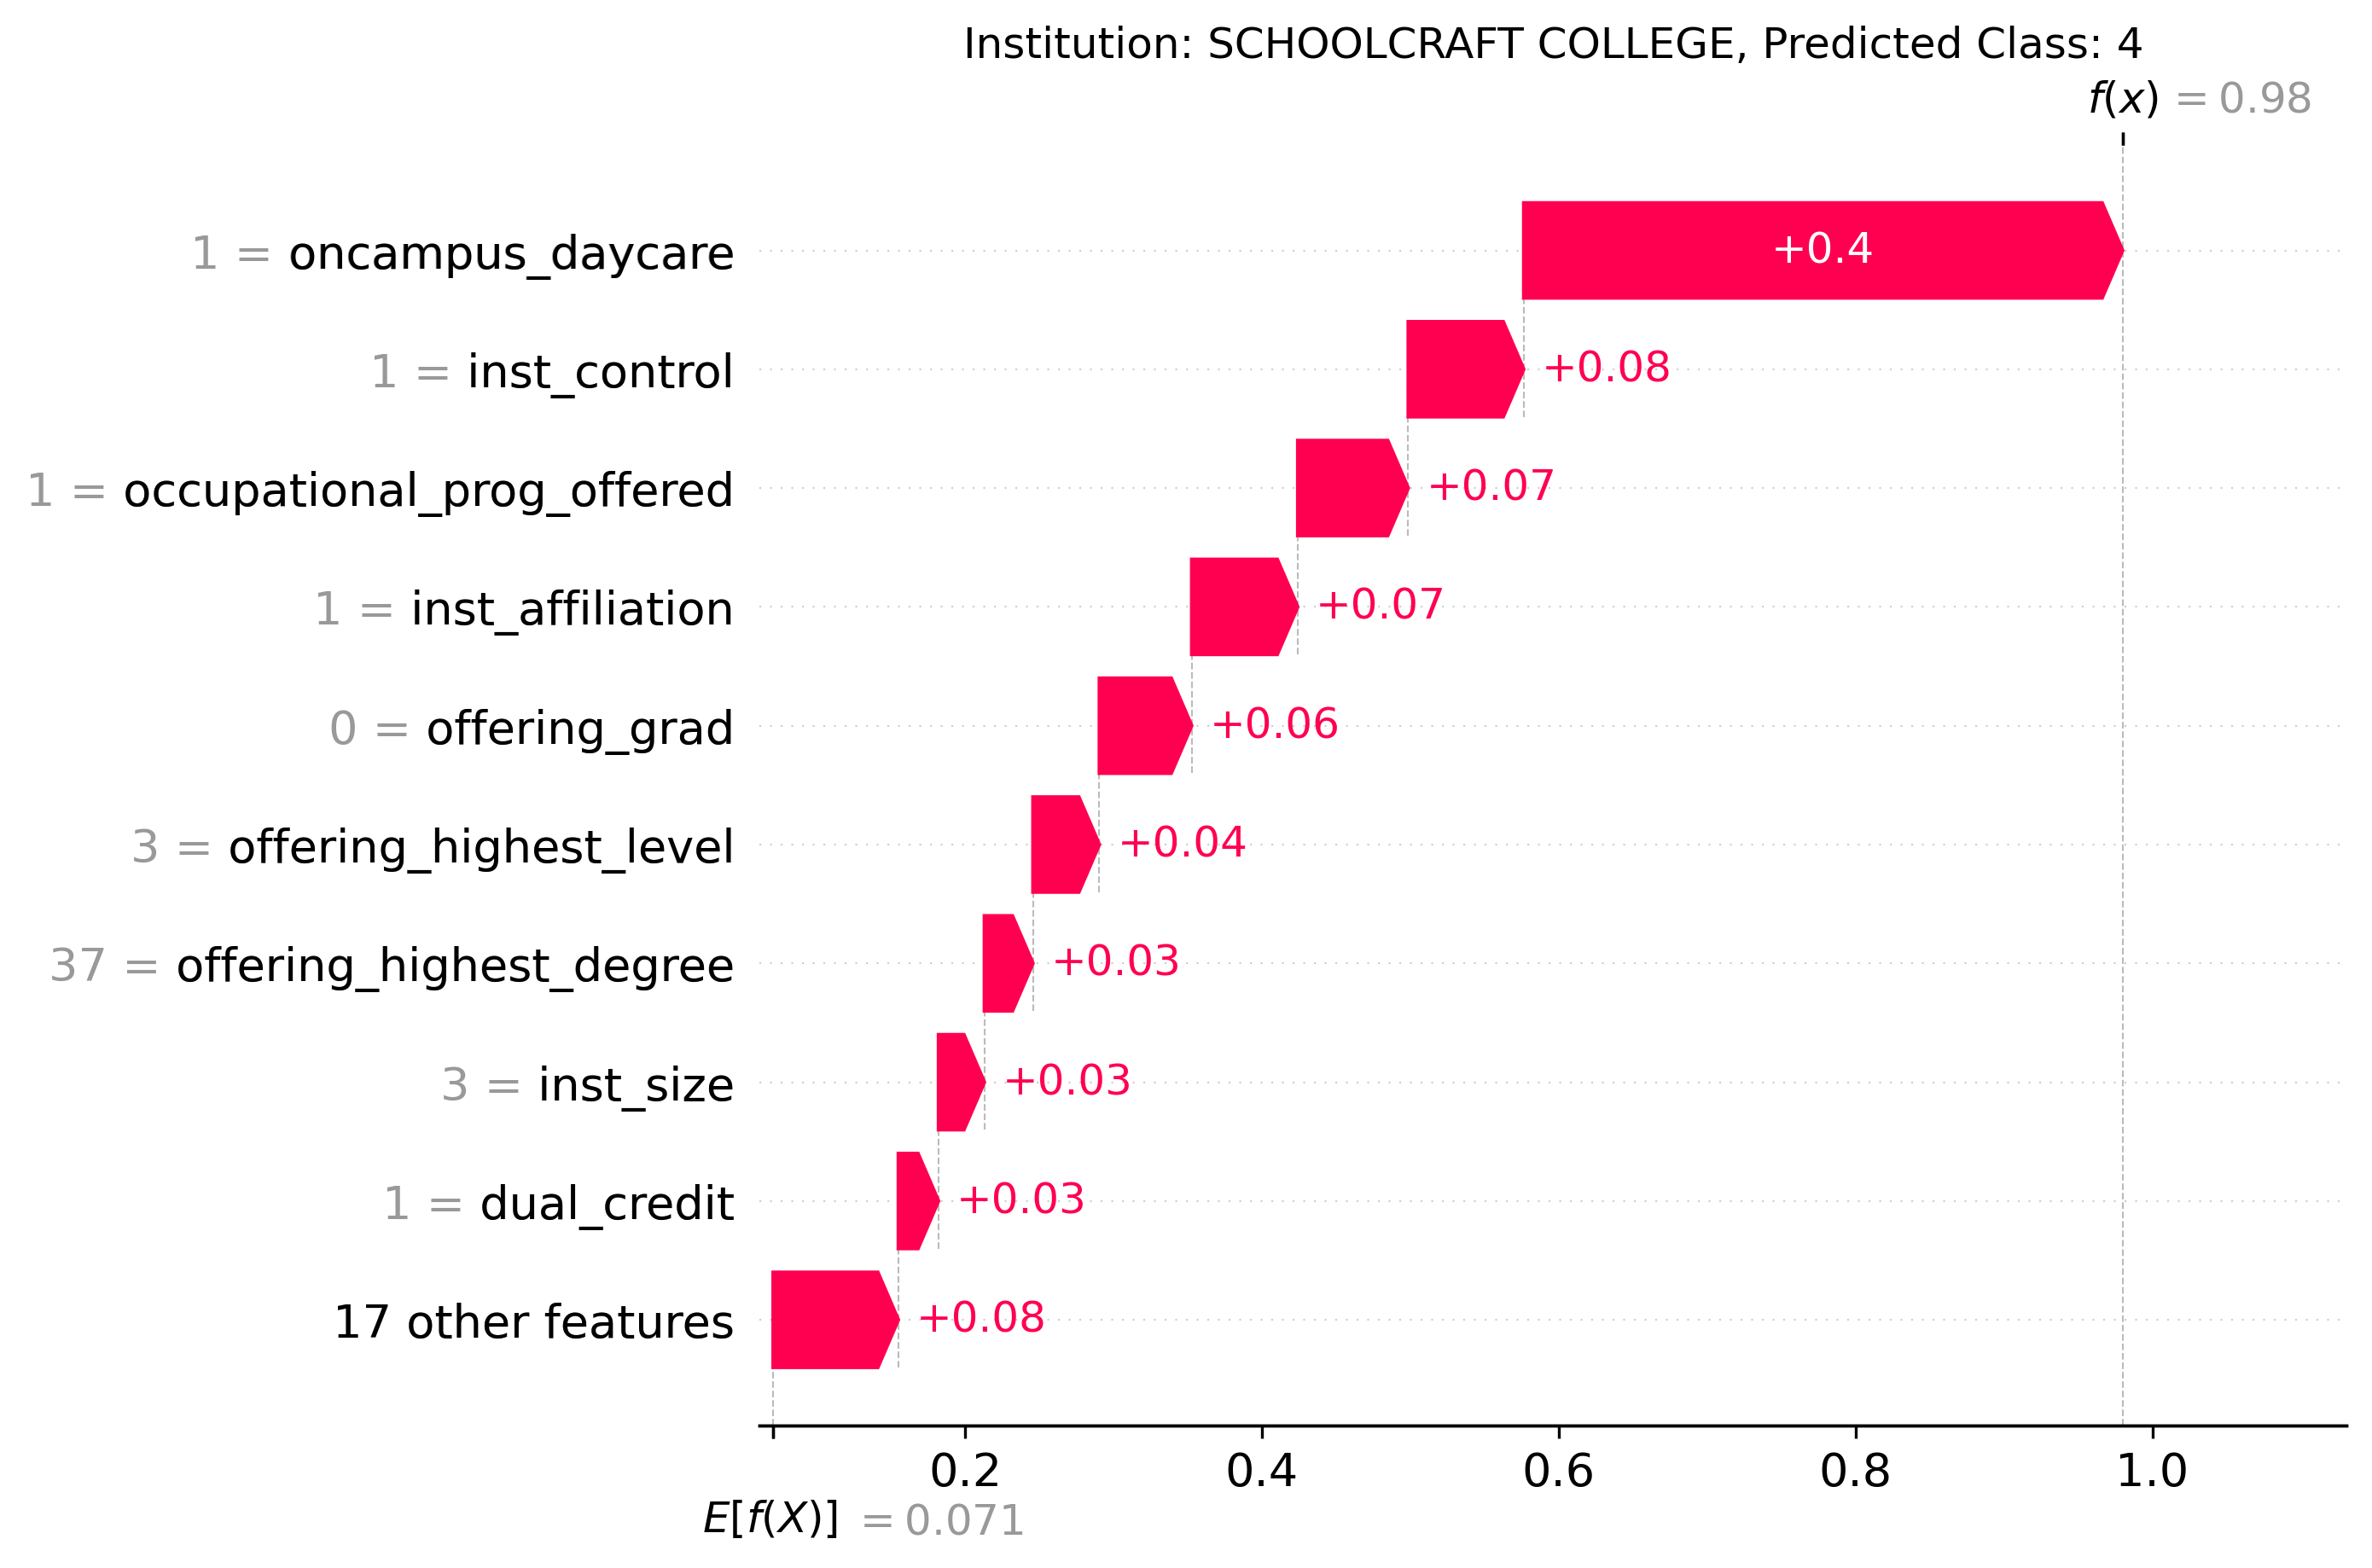 Institution: SCHOOLCRAFT COLLEGE, Predicted Class: 4
f(x) = 0.98
1 = oncampus_daycare +0.4
1 = inst_control +0.08
1 = occupational_prog_offered +0.07
1 = inst_affiliation +0.07
0 = offering_grad +0.06
3 = offering_highest_level +0.04
37 = offering_highest_degree +0.03
3 = inst_size +0.03
1 = dual_credit +0.03
17 other features +0.08
0.2 0.4 0.6 0.8 1.0
E[f(X)] = 0.071